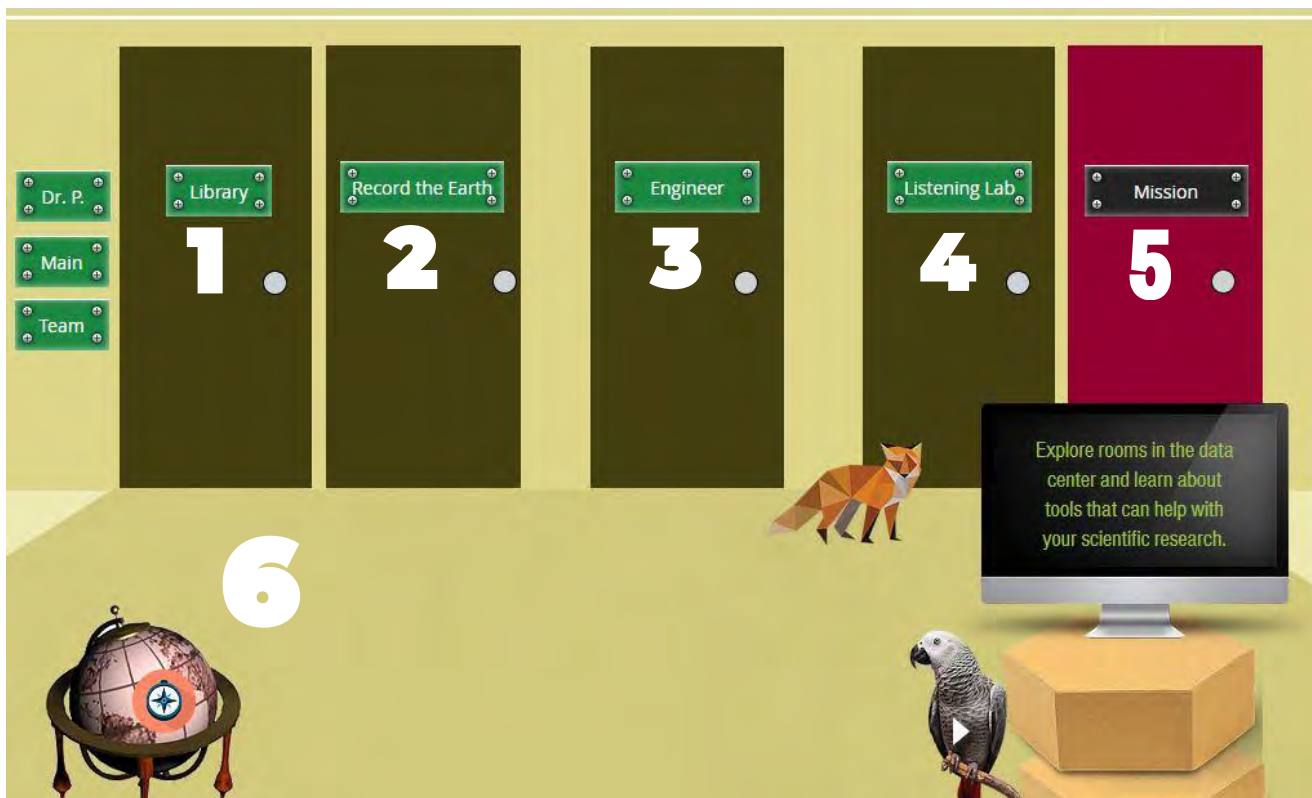 Dr. P.
Main
Team
Library
1
Record the Earth
2
Engineer
3
Listening Lab
4
Mission
5
Explore rooms in the data
center and learn about
tools that can help with
your scientific research.
6